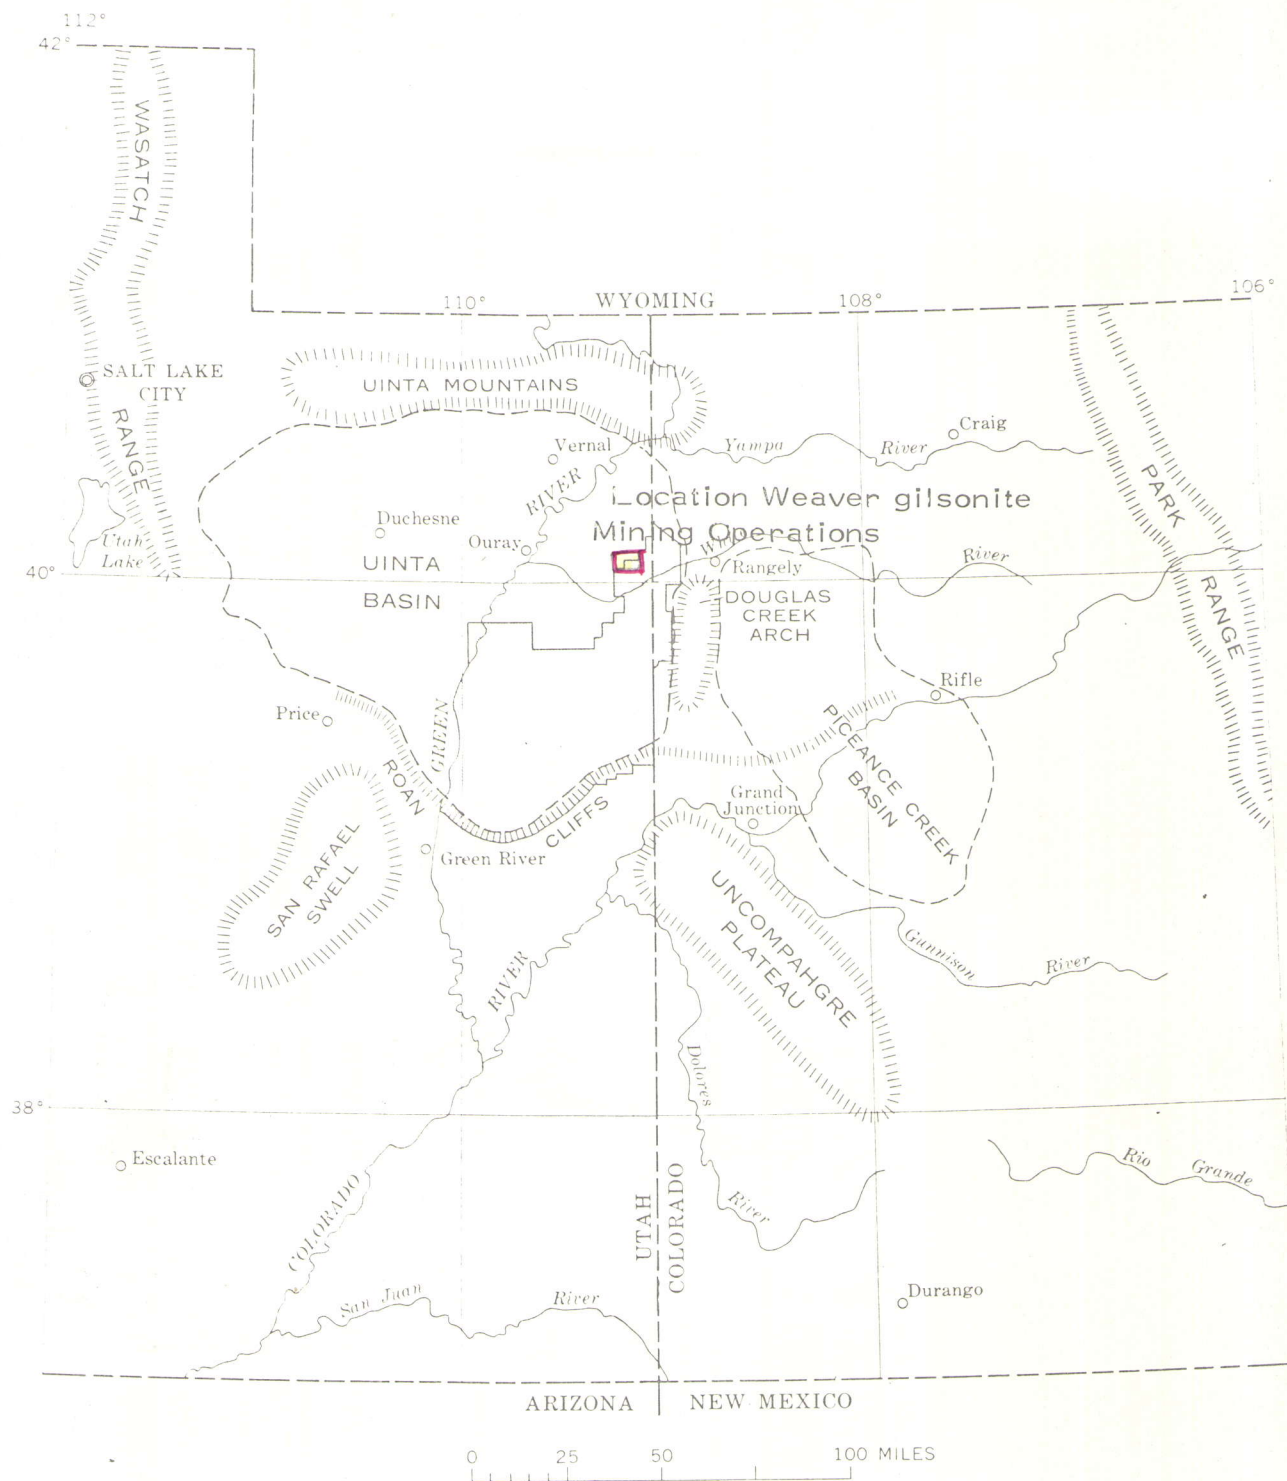 112°
42°
WASATCH
RANGE
110°
WYOMING
108°
106°
SALT LAKE
CITY
UINTA MOUNTAINS
Vernal
RIVER
Yampa River
Craig
PARK
RANGE
Location Weaver gilsonite
Mining Operations
Duchesne
Ouray
Utah
Lake
40°
UINTA
BASIN
River
Rangely
DOUGLAS
CREEK
ARCH
Rifle
Price
GREEN
ROAN
CLIFFS
PICEANCE CREEK
BASIN
Grand
Junction
Green River
SAN RAFAEL
SWELL
UNCOMPAHGRE
PLATEAU
Gunnison River
RIVER
Dolores
River
38°
Escalante
COLORADO
UTAH
COLORADO
Rio Grande
San Juan River
Durango
ARIZONA
NEW MEXICO
0 25 50 100 MILES